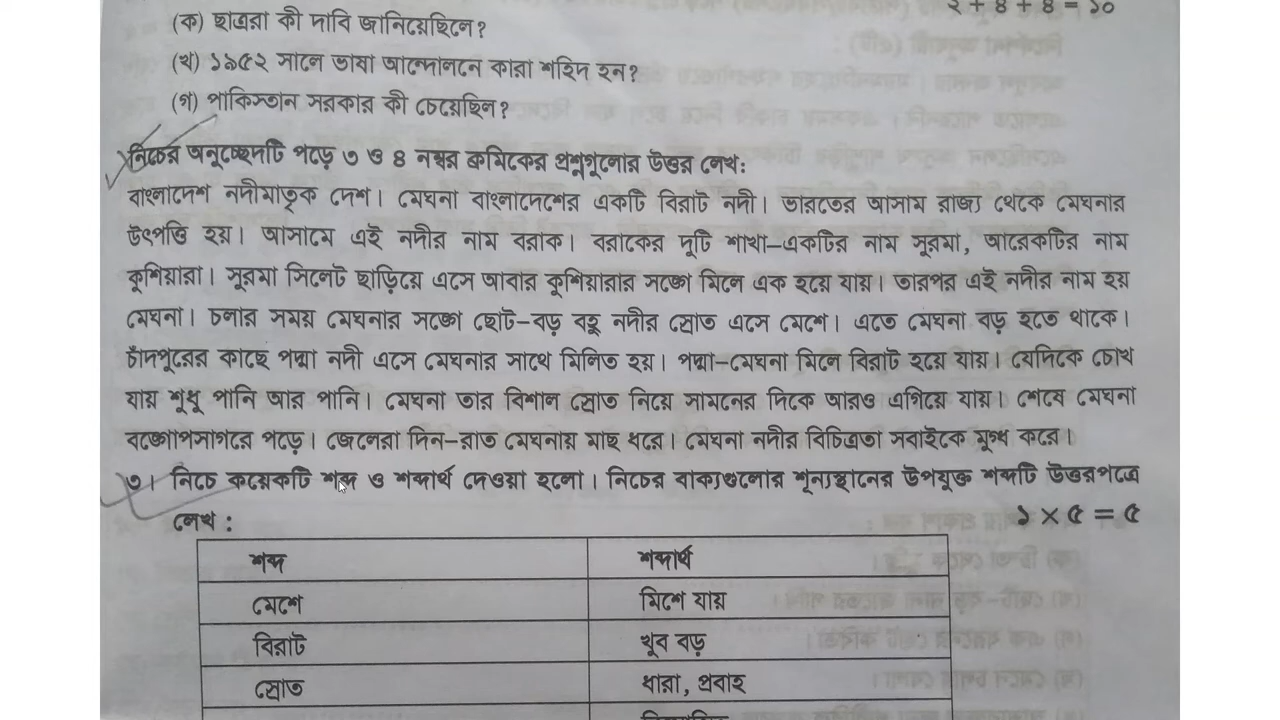 ২ + ৪ + ৪ = ১০
(ক) ছাত্ররা কী দাবি জানিয়েছিলে?
(খ) ১৯৫২ সালে ভাষা আন্দোলনে কারা শহিদ হন?
(গ) পাকিস্তান সরকার কী চেয়েছিল?
নিচের অনুচ্ছেদটি পড়ে ৩ ও ৪ নম্বর ক্রমিকের প্রশ্নগুলোর উত্তর লেখ:
বাংলাদেশ নদীমাতৃক দেশ। মেঘনা বাংলাদেশের একটি বিরাট নদী। ভারতের আসাম রাজ্য থেকে মেঘনার
উৎপত্তি হয়। আসামে এই নদীর নাম বরাক। বরাকের দুটি শাখা-একটির নাম সুরমা, আরেকটির নাম
কুশিয়ারা। সুরমা সিলেট ছাড়িয়ে এসে আবার কুশিয়ারার সঙ্গে মিলে এক হয়ে যায়। তারপর এই নদীর নাম হয়
মেঘনা। চলার সময় মেঘনার সঙ্গে ছোট-বড় বহু নদীর স্রোত এসে মেশে। এতে মেঘনা বড় হতে থাকে।
চাঁদপুরের কাছে পদ্মা নদী এসে মেঘনার সাথে মিলিত হয়। পদ্মা-মেঘনা মিলে বিরাট হয়ে যায়। যেদিকে চোখ
যায় শুধু পানি আর পানি। মেঘনা তার বিশাল স্রোত নিয়ে সামনের দিকে আরও এগিয়ে যায়। শেষে মেঘনা
বঙ্গোপসাগরে পড়ে। জেলেরা দিন-রাত মেঘনায় মাছ ধরে। মেঘনা নদীর বিচিত্রতা সবাইকে মুগ্ধ করে।
৩। নিচে কয়েকটি শব্দ ও শব্দার্থ দেওয়া হলো। নিচের বাক্যগুলোর শূন্যস্থানের উপযুক্ত শব্দটি উত্তরপত্রে
লেখ : ১ × ৫ = ৫
শব্দ শব্দার্থ
মেশে মিশে যায়
বিরাট খুব বড়
স্রোত ধারা, প্রবাহ